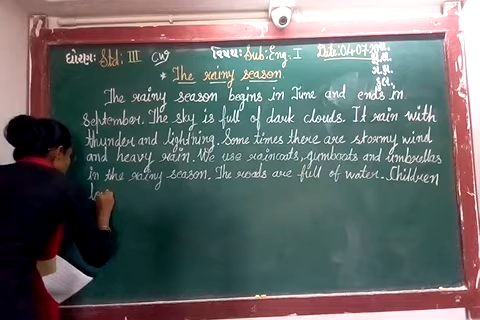 ધોરણ: Std: III CW વિષય: Sub: Eng. I Date: 04-07-
* The rainy season.
The rainy season begins in June and ends in
September. The sky is full of dark clouds. It rain with
thunder and lightning. Some times there are stormy wind
and heavy rain. We use raincoats, gumboots and umbrellas
in the rainy season. The roads are full of water. Children
lo